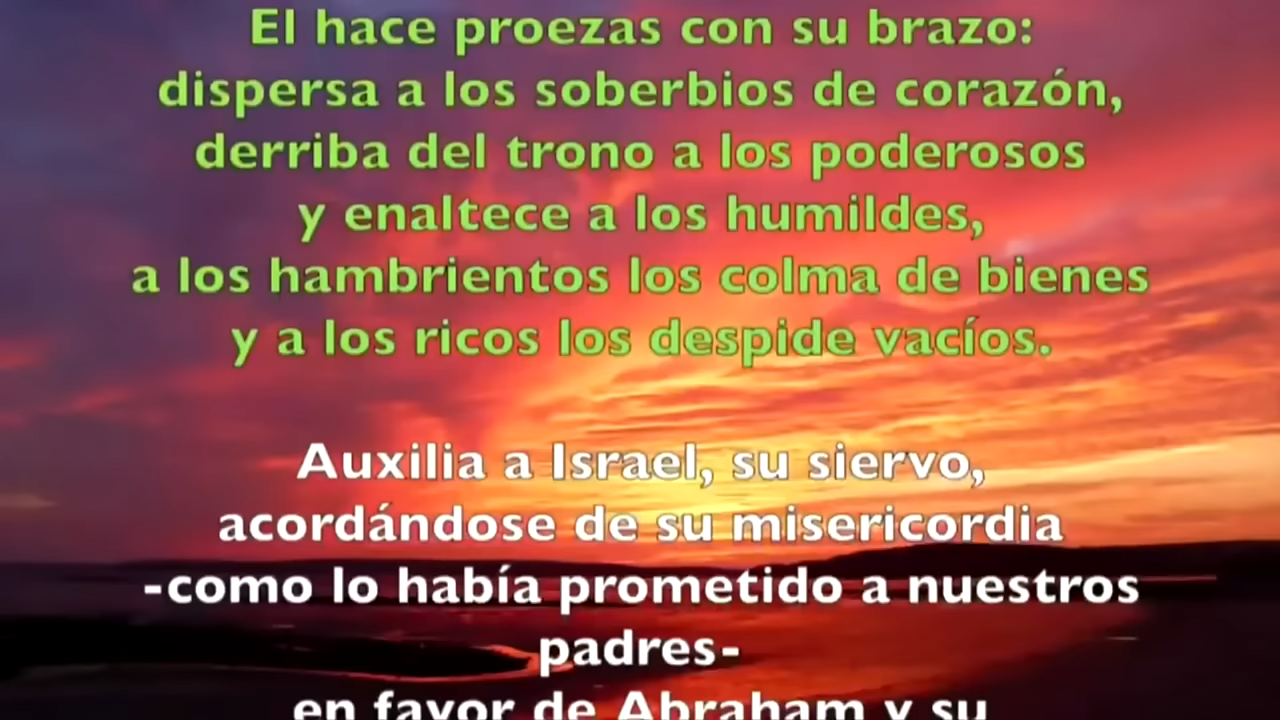 El hace proezas con su brazo:
dispersa a los soberbios de corazón,
derriba del trono a los poderosos
y enaltece a los humildes,
a los hambrientos los colma de bienes
y a los ricos los despide vacíos.
Auxilia a Israel, su siervo,
acordándose de su misericordia
-como lo había prometido a nuestros
padres-
en favor de Abraham y su